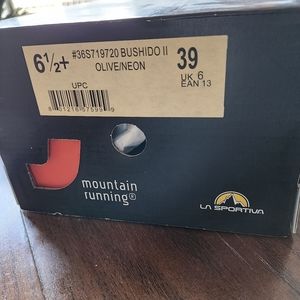 6½+
#36S719720 BUSHIDO II
OLIVE/NEON
39
UK 6
EAN 13
UPC
mountain
running®
LA SPORTIVA